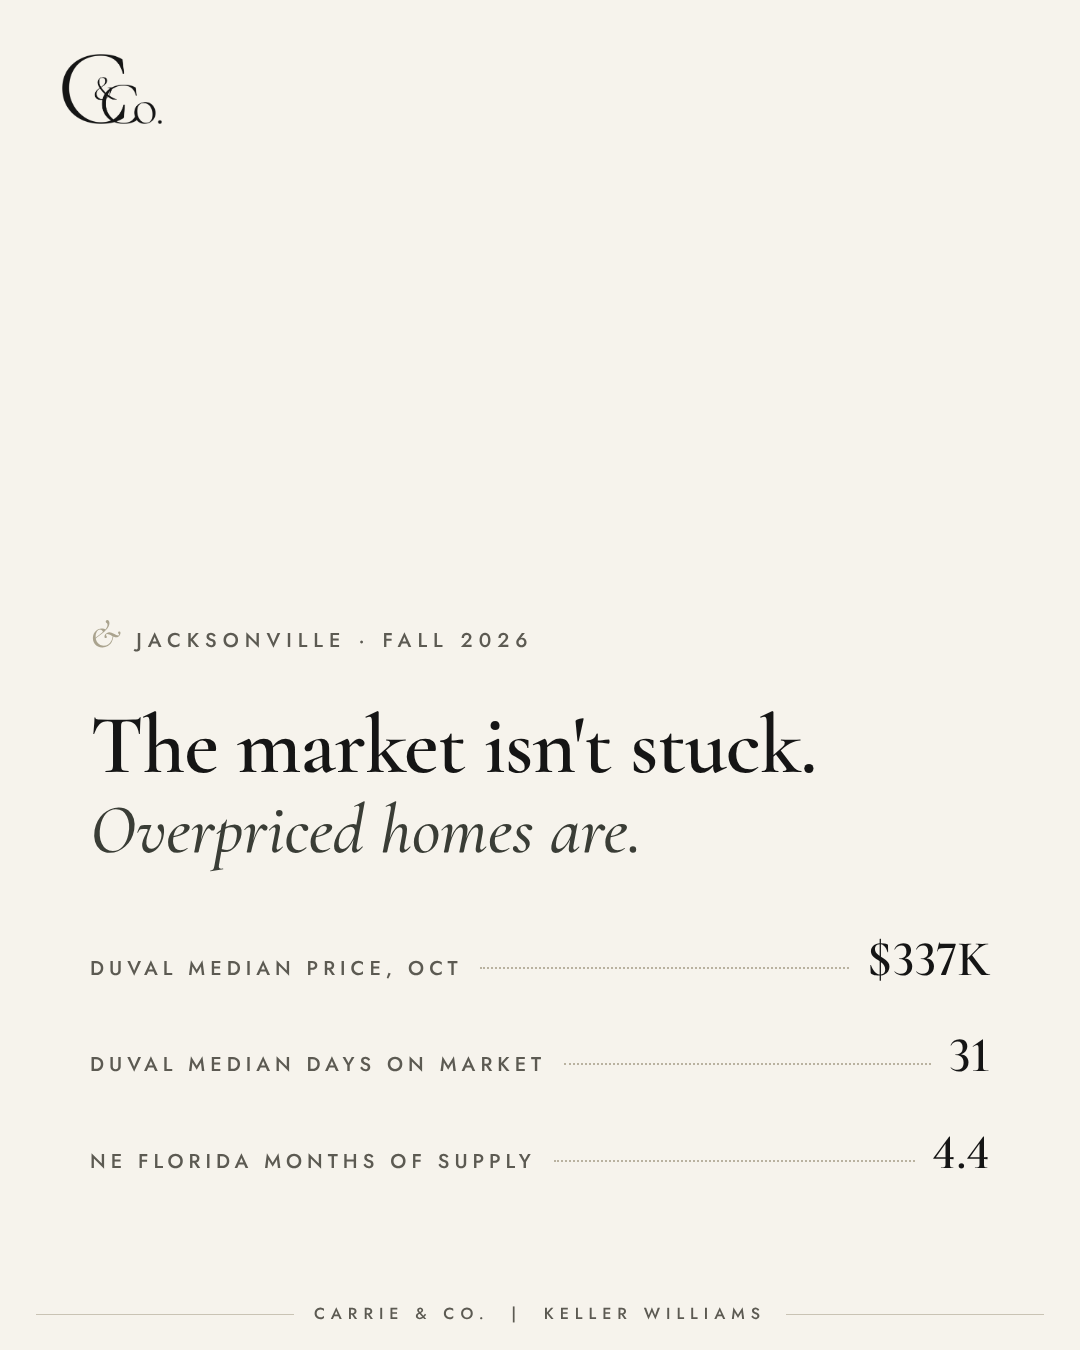 C&Co.
& JACKSONVILLE · FALL 2026
The market isn't stuck.
Overpriced homes are.
DUVAL MEDIAN PRICE, OCT $337K
DUVAL MEDIAN DAYS ON MARKET 31
NE FLORIDA MONTHS OF SUPPLY 4.4
CARRIE & CO. | KELLER WILLIAMS